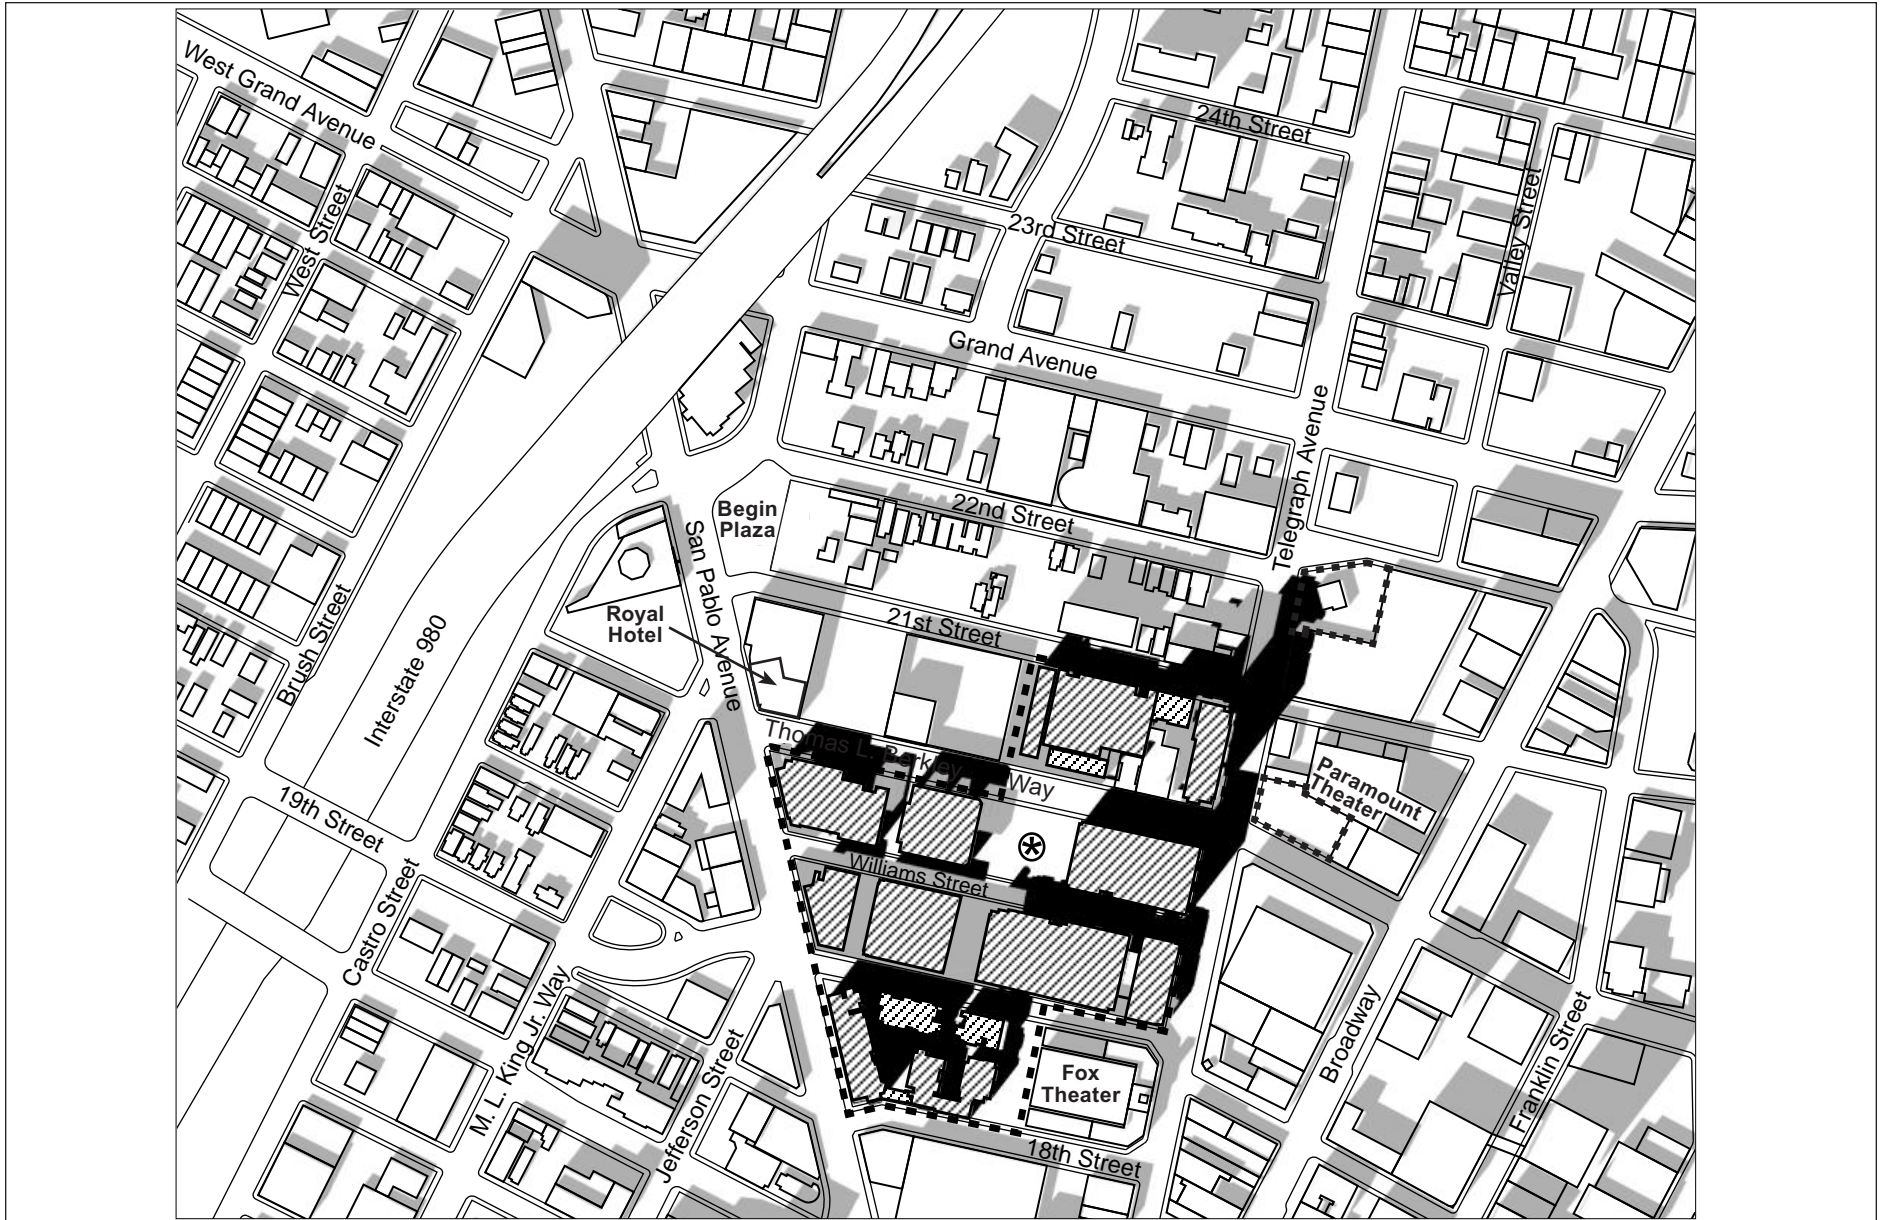 West Grand Avenue
24th Street
West Street
Valley Street
23rd Street
Grand Avenue
Telegraph Avenue
Begin
Plaza
22nd Street
San Pablo Avenue
Royal
Hotel
21st Street
Brush Street
Interstate 980
Thomas L. Berkley Way
Paramount
Theater
19th Street
Williams Street
Castro Street
M. L. King Jr. Way
Jefferson Street
Fox
Theater
Broadway
Franklin Street
18th Street